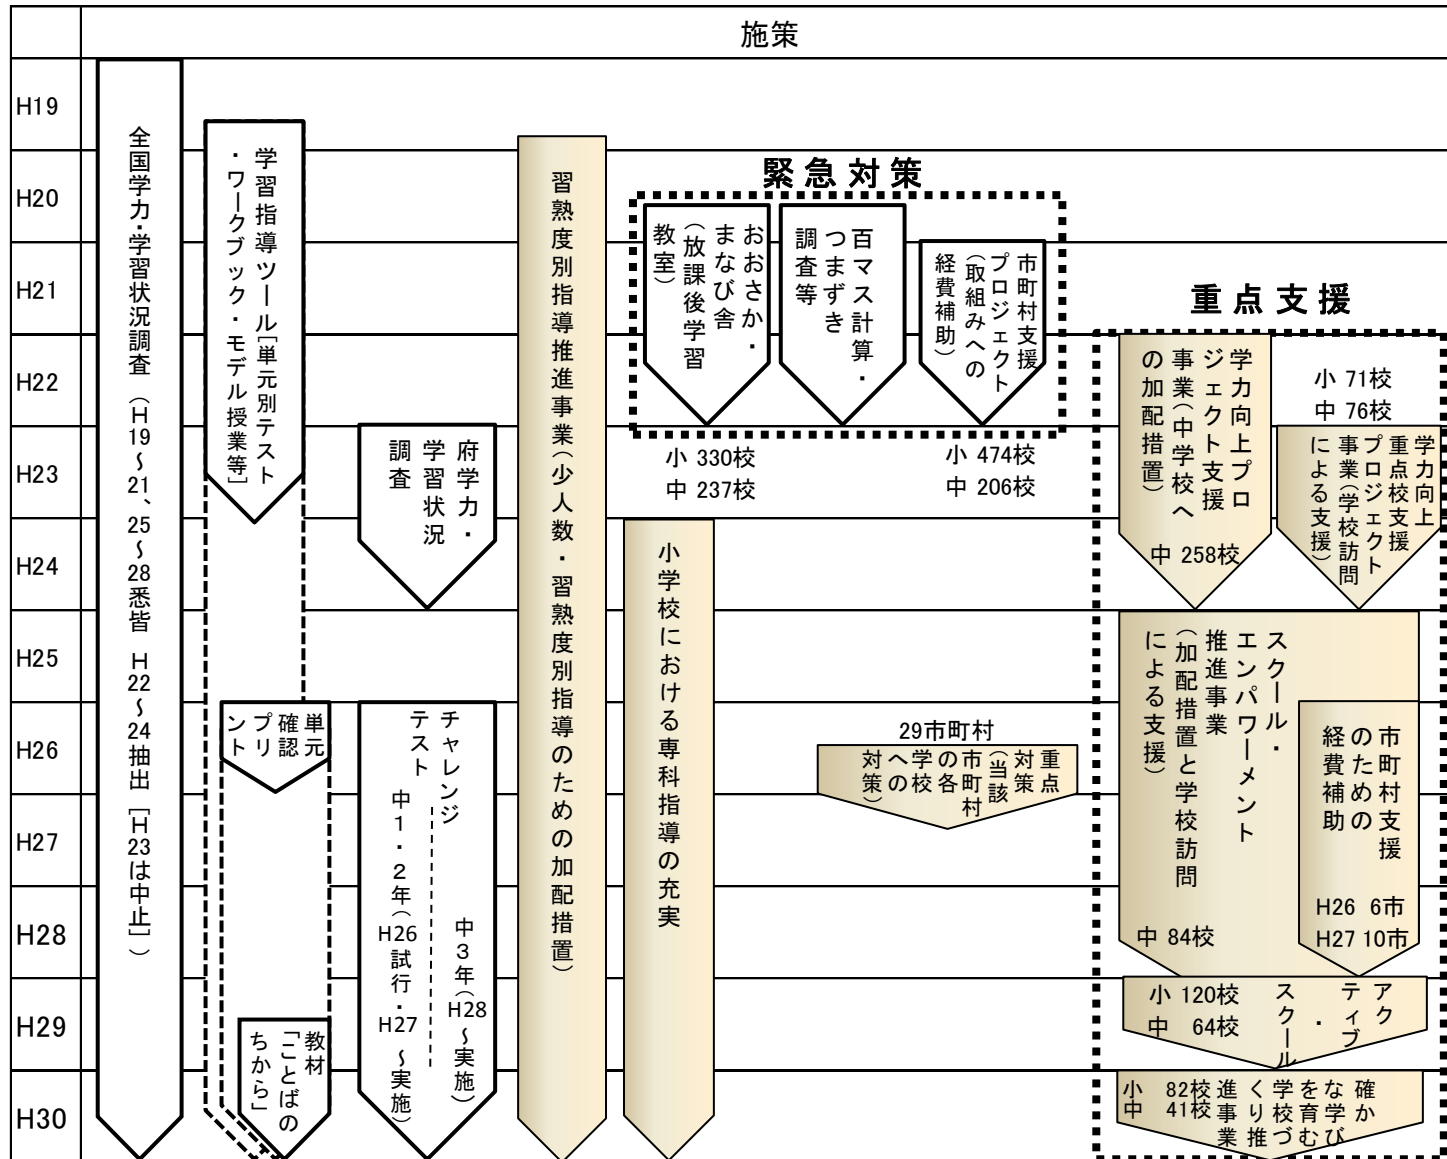 施策
H19
H20
H21
H22
H23
H24
H25
H26
H27
H28
H29
H30
全国学力・学習状況調査 (H19~21、25~28悉皆 H22~24抽出 [H23は中止])
学習指導ツール[単元別テスト
・ワークブック・モデル授業等]
単元
確認
プリ
ント
教材
「ことばの
ちから」
府学力・
学習状況
調査
チャレンジ
テスト
中1・2年(H26試行・H27~実施)
中3年(H28~実施)
習熟度別指導推進事業(少人数・習熟度別指導のための加配措置)
緊急対策
おおさか・
まなび舎
(放課後学習
教室)
百マス計算・
つまずき
調査等
市町村支援
プロジェクト
(取組みへの
経費補助)
小 330校
中 237校
小 474校
中 206校
小学校における専科指導の充実
29市町村
重点
対策
(当該
市町村
の各
学校
への
対策)
重点支援
学力向上プロ
ジェクト支援
事業(中学校へ
の加配措置)
中 258校
小 71校
中 76校
学力向上
重点校支援
プロジェクト
事業(学校訪問
による支援)
スクール・
エンパワーメント
推進事業
(加配措置と学校訪問
による支援)
中 84校
市町村支援
のための
経費補助
H26 6市
H27 10市
アク
ティブ
・
スクール
小 120校
中 64校
確か
な学び
を育む
学校づ
くり推
進事業
小 82校
中 41校